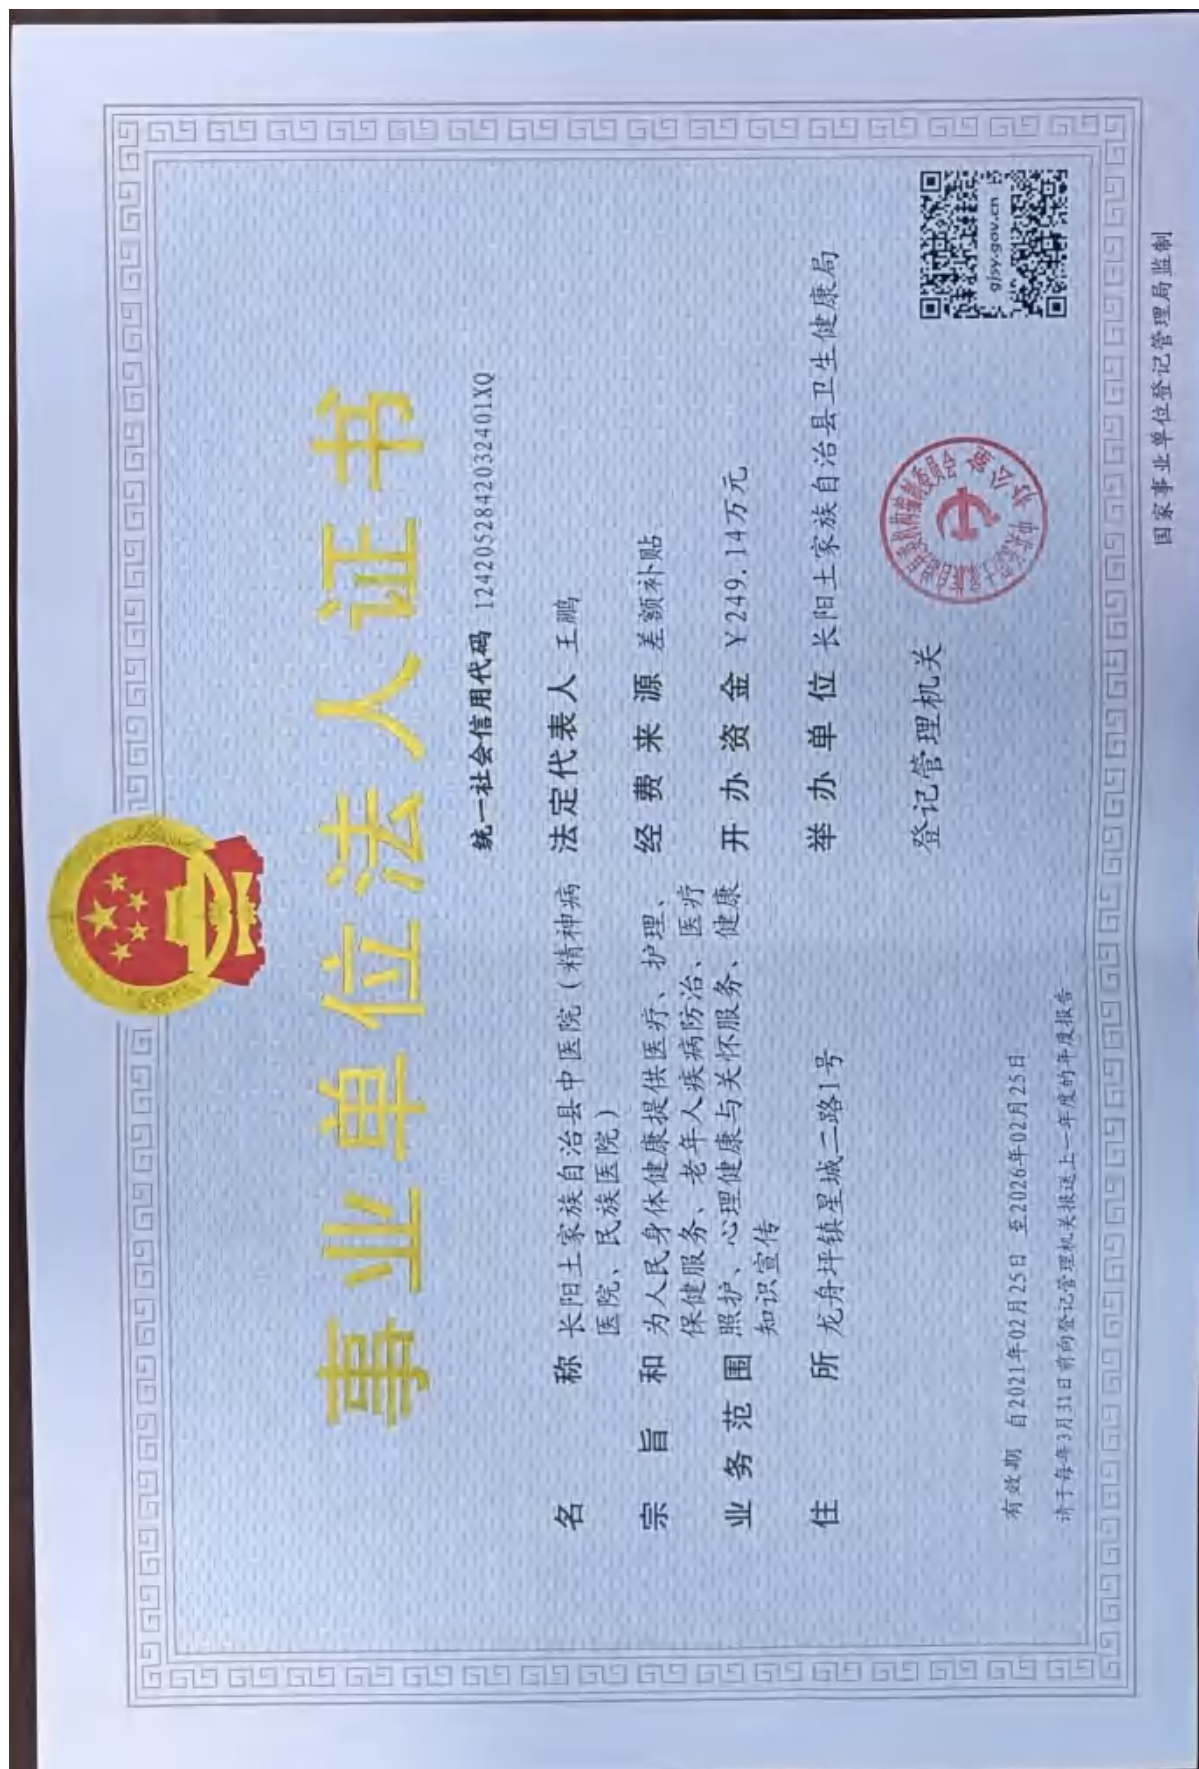 事业单位法人证书
统一社会信用代码 12420528420032401XQ
名称 长阳土家族自治县中医院（精神病
医院、民族医院）
法定代表人 王鹏
宗旨和
业务范围
为人民身体健康提供医疗、护理、
保健服务、老年人疾病防治、医疗
照护、心理健康与关怀服务、健康
知识宣传
经费来源 差额补贴
开办资金 ￥249.14万元
住所 龙舟坪镇星城二路1号
举办单位 长阳土家族自治县卫生健康局
登记管理机关
gjsy.gov.cn
有效期 自2021年02月25日 至2026年02月25日
请于每年3月31日前向登记管理机关报送上一年度的年度报告
国家事业单位登记管理局监制